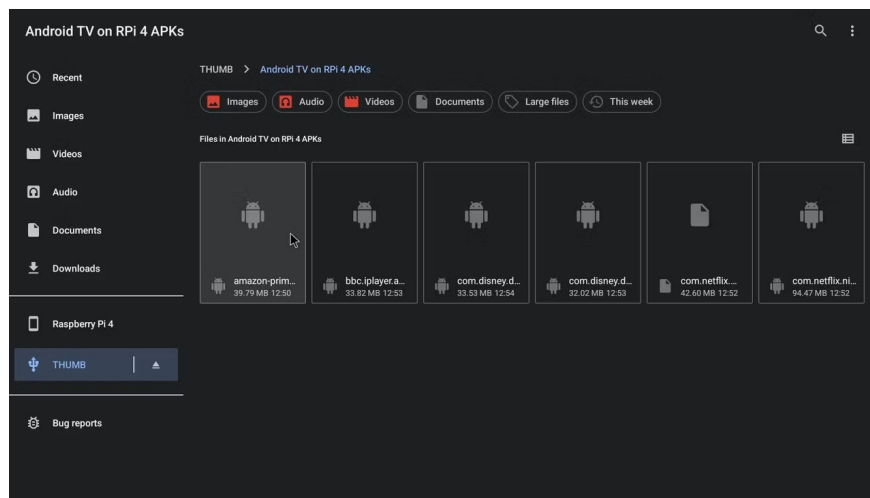 Android TV on RPi 4 APKs
Recent
Images
Videos
Audio
Documents
Downloads
Raspberry Pi 4
THUMB
Bug reports
THUMB > Android TV on RPi 4 APKs
Images Audio Videos Documents Large files This week
Files in Android TV on RPi 4 APKs
amazon-prim...
39.79 MB 12:50
bbc.iplayer.a...
33.82 MB 12:53
com.disney.d...
33.53 MB 12:54
com.disney.d...
32.02 MB 12:53
com.netflix....
42.60 MB 12:52
com.netflix.ni...
94.47 MB 12:52